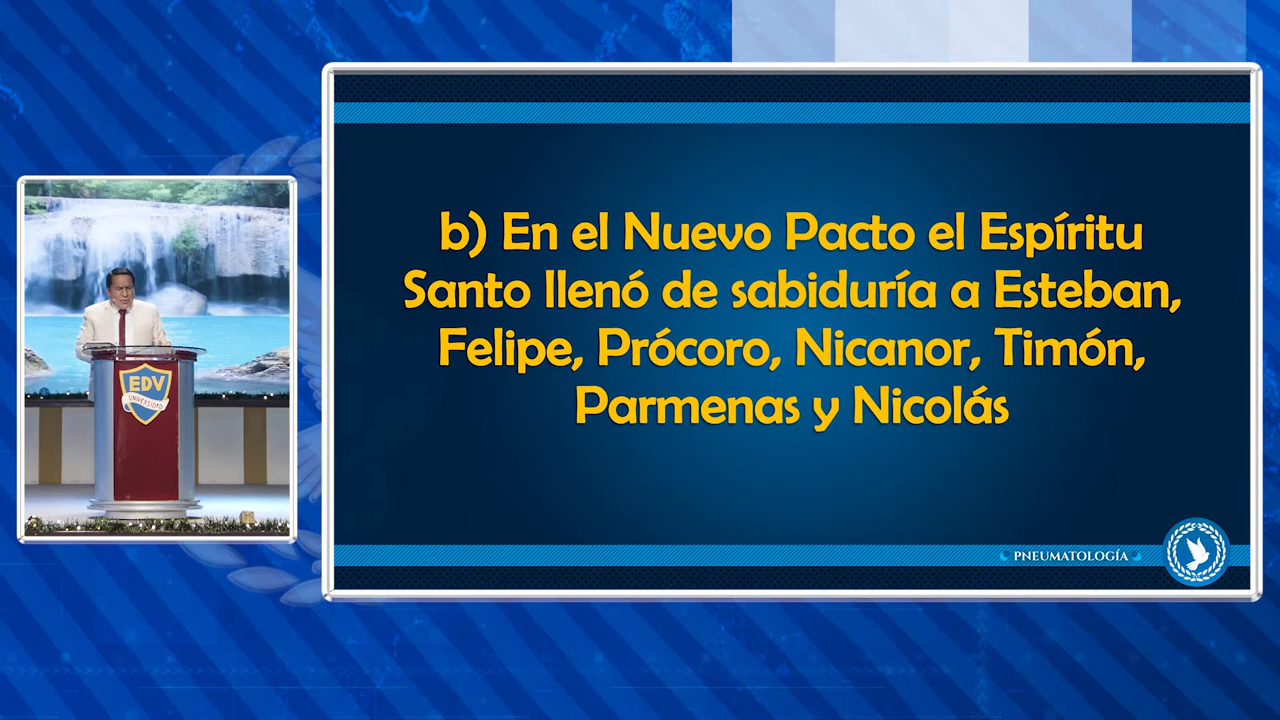 b) En el Nuevo Pacto el Espíritu
Santo llenó de sabiduría a Esteban,
Felipe, Prócoro, Nicanor, Timón,
Parmenas y Nicolás
PNEUMATOLOGÍA
EDV
UNIVERSIDAD